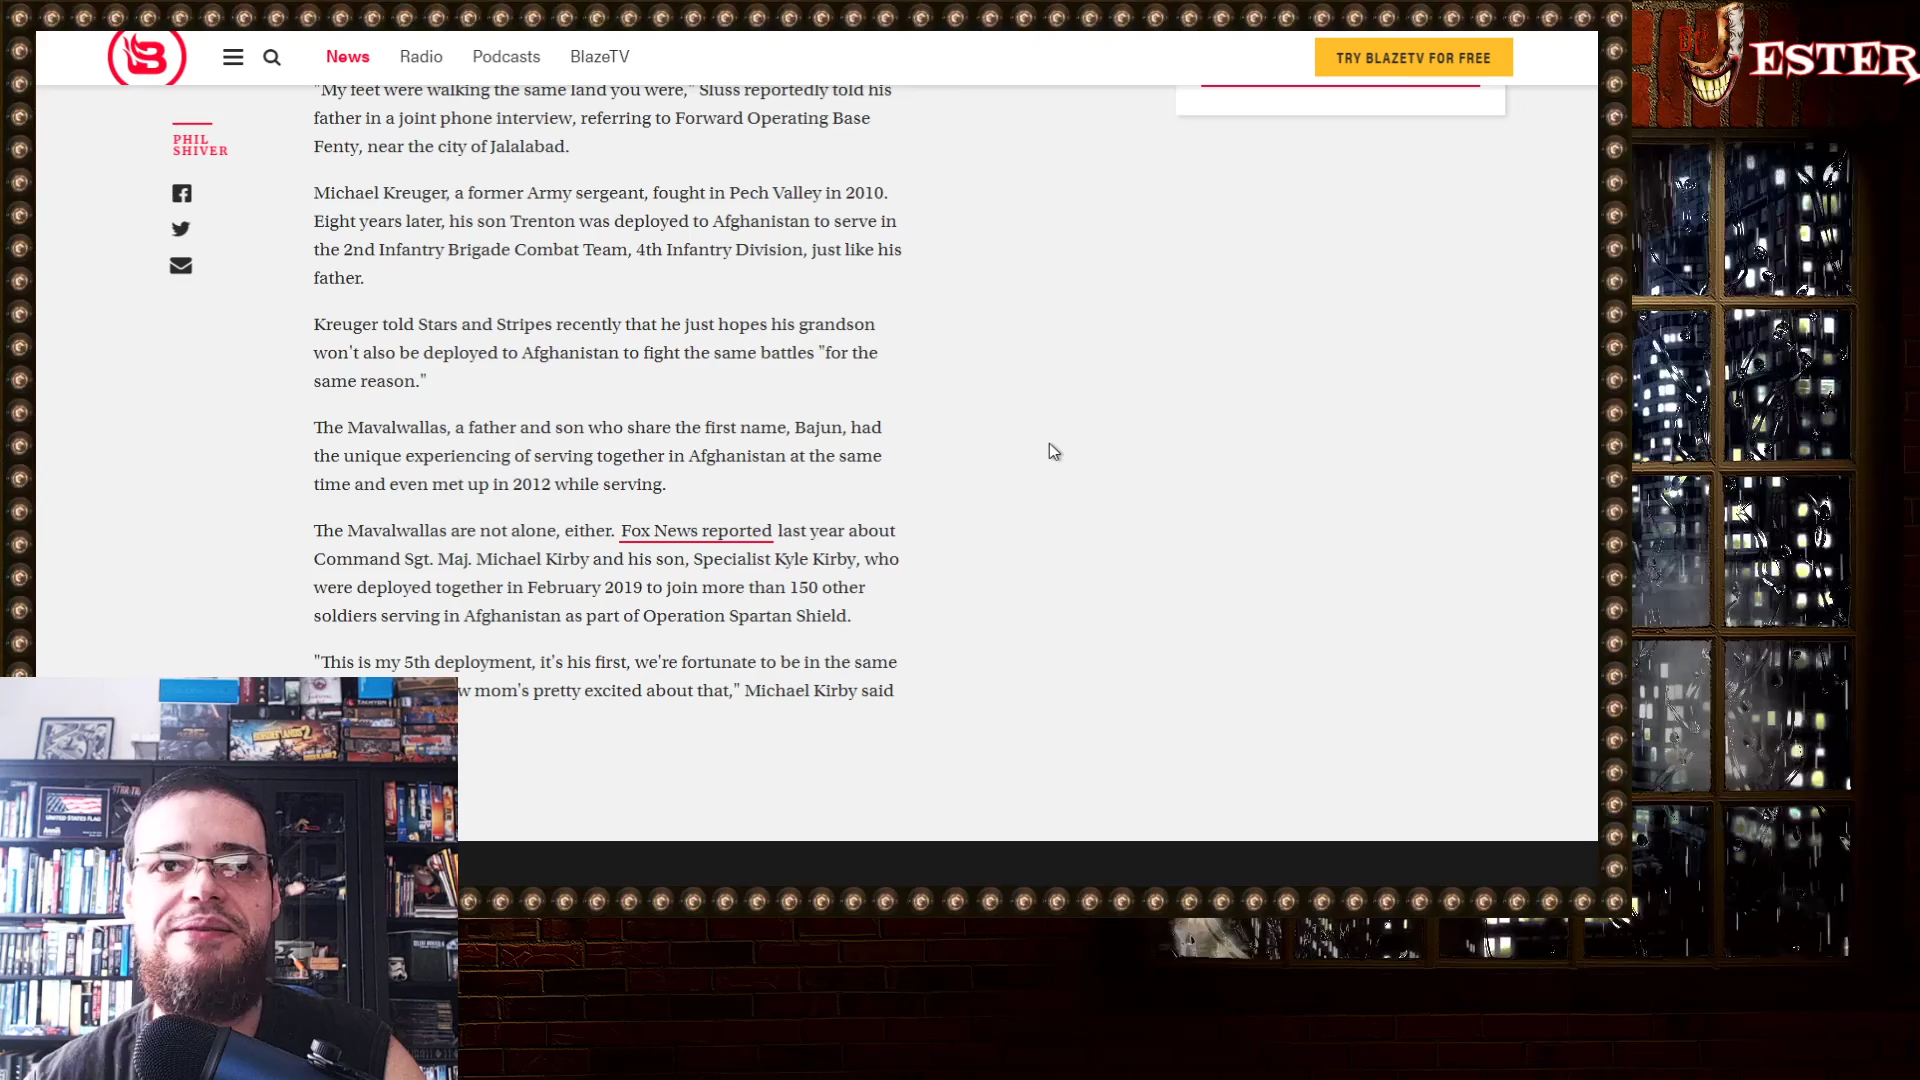 News
Radio
Podcasts
BlazeTV
TRY BLAZETV FOR FREE
JESTER
"My feet were walking the same land you were," Sluss reportedly told his
father in a joint phone interview, referring to Forward Operating Base
Fenty, near the city of Jalalabad.
PHIL
SHIVER
Michael Kreuger, a former Army sergeant, fought in Pech Valley in 2010.
Eight years later, his son Trenton was deployed to Afghanistan to serve in
the 2nd Infantry Brigade Combat Team, 4th Infantry Division, just like his
father.
Kreuger told Stars and Stripes recently that he just hopes his grandson
won't also be deployed to Afghanistan to fight the same battles "for the
same reason."
The Mavalwallas, a father and son who share the first name, Bajun, had
the unique experiencing of serving together in Afghanistan at the same
time and even met up in 2012 while serving.
The Mavalwallas are not alone, either. Fox News reported last year about
Command Sgt. Maj. Michael Kirby and his son, Specialist Kyle Kirby, who
were deployed together in February 2019 to join more than 150 other
soldiers serving in Afghanistan as part of Operation Spartan Shield.
"This is my 5th deployment, it's his first, we're fortunate to be in the same
w mom's pretty excited about that," Michael Kirby said
BORDERLANDS 2
UNITED STATES FLAG